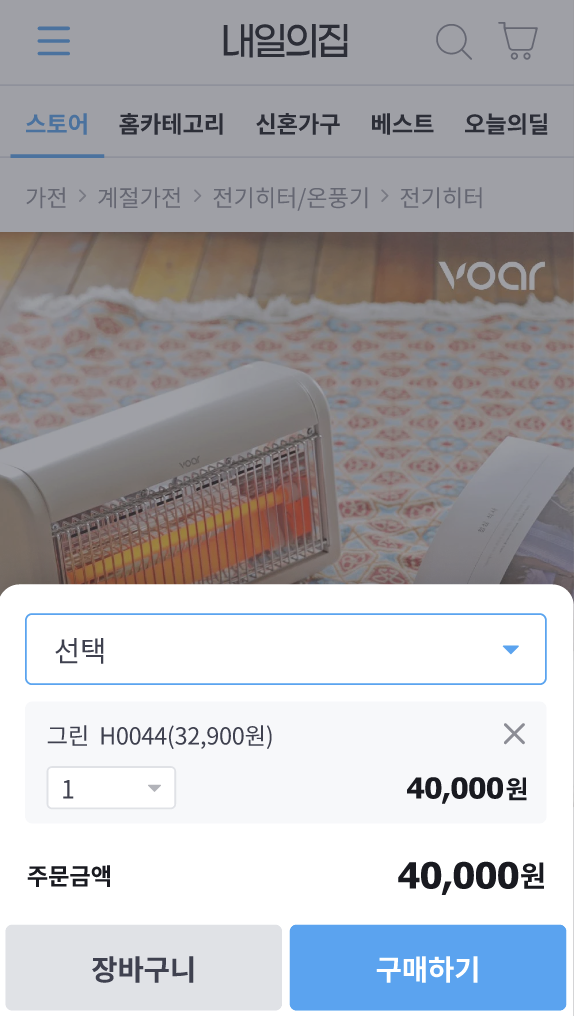 내일의집
스토어 홈카테고리 신혼가구 베스트 오늘의딜
가전 > 계절가전 > 전기히터/온풍기 > 전기히터
voar
voar
선택
그린 H0044(32,900원)
1 40,000원
주문금액 40,000원
장바구니 구매하기